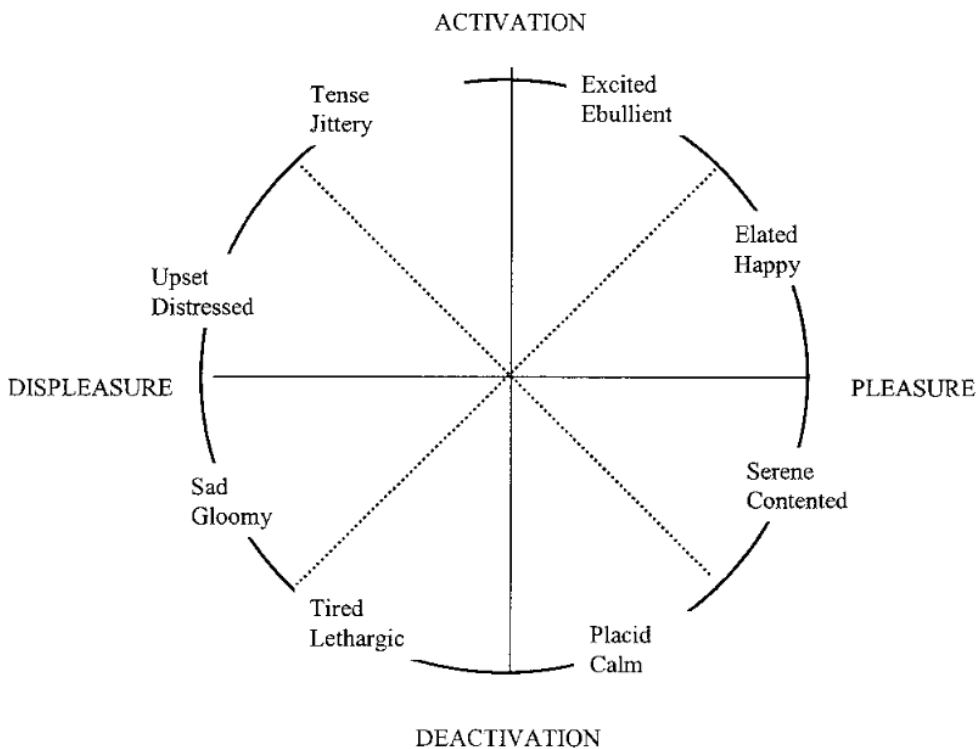 ACTIVATION
Tense
Jittery
Excited
Ebullient
Elated
Happy
Upset
Distressed
DISPLEASURE
PLEASURE
Sad
Gloomy
Serene
Contented
Tired
Lethargic
Placid
Calm
DEACTIVATION